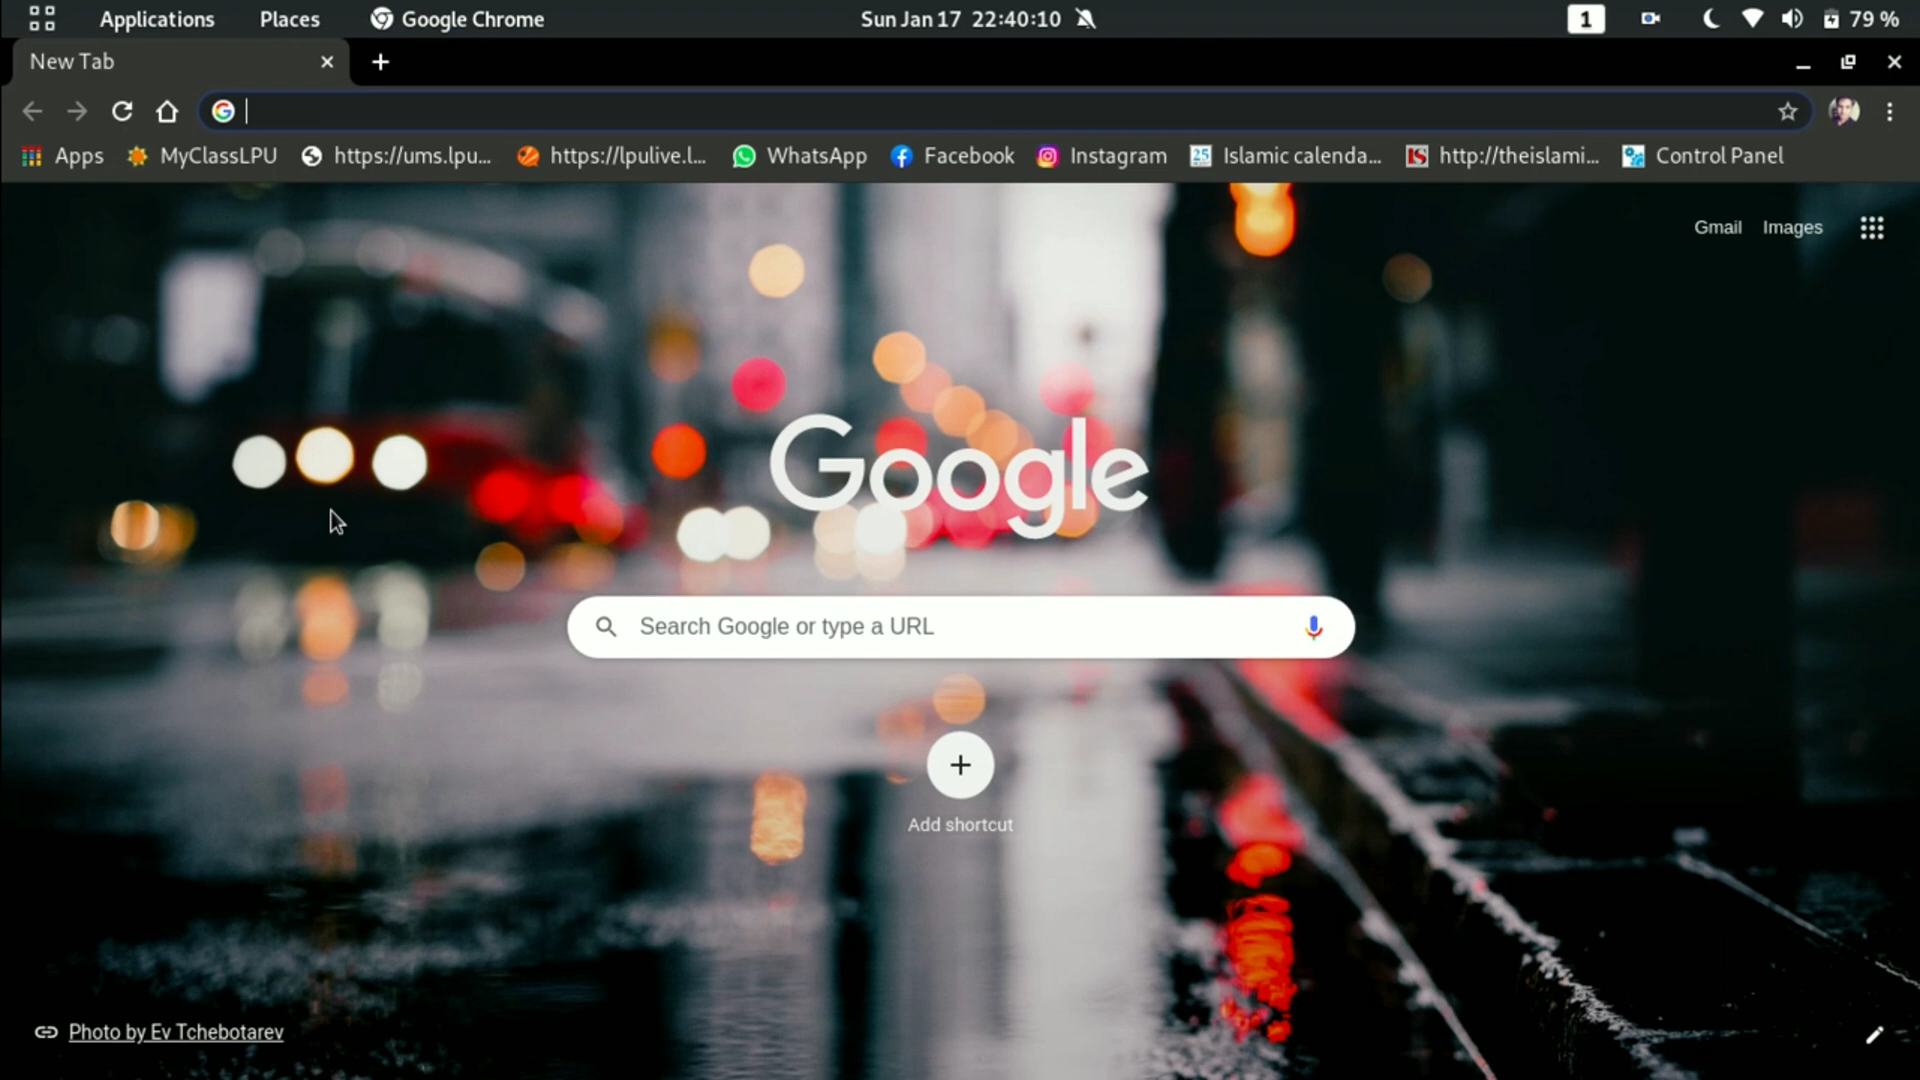 Applications Places Google Chrome Sun Jan 17 22:40:10 1 79 %
New Tab
Apps MyClassLPU https://ums.lpu... https://lpulive.l... WhatsApp Facebook Instagram 25 Islamic calenda... IS http://theislami... Control Panel
Gmail Images
Google
Search Google or type a URL
Add shortcut
Photo by Ev Tchebotarev